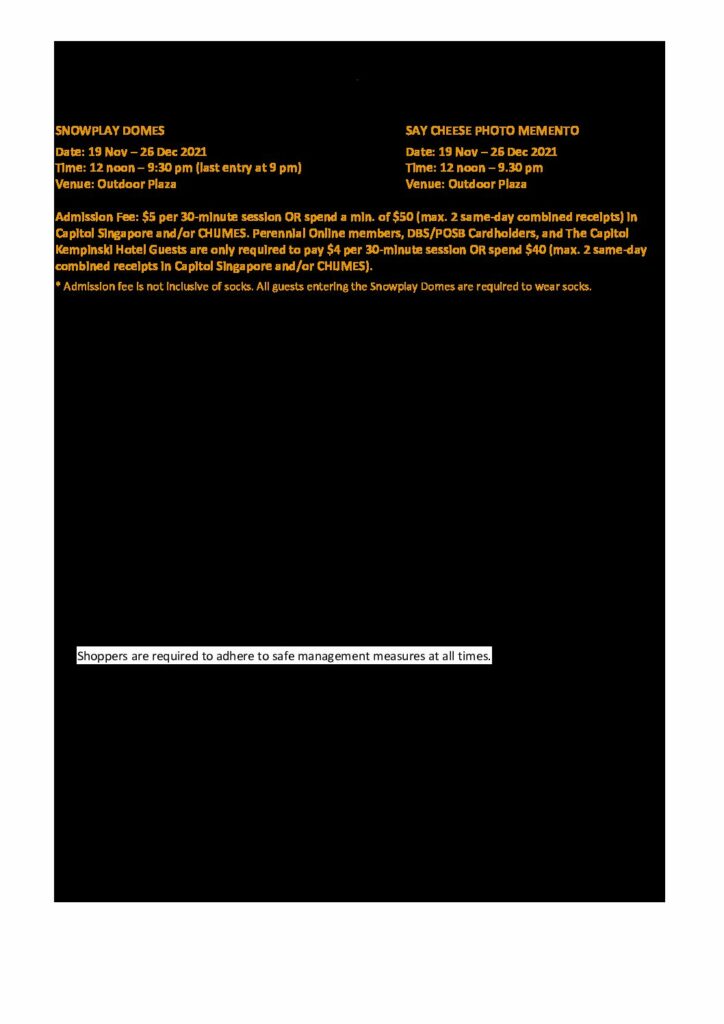 SNOWPLAY DOMES
Date: 19 Nov – 26 Dec 2021
Time: 12 noon – 9:30 pm (last entry at 9 pm)
Venue: Outdoor Plaza
SAY CHEESE PHOTO MEMENTO
Date: 19 Nov – 26 Dec 2021
Time: 12 noon – 9.30 pm
Venue: Outdoor Plaza
Admission Fee: $5 per 30-minute session OR spend a min. of $50 (max. 2 same-day combined receipts) in
Capitol Singapore and/or CHIJMES. Perennial Online members, DBS/POSB Cardholders, and The Capitol
Kempinski Hotel Guests are only required to pay $4 per 30-minute session OR spend $40 (max. 2 same-day
combined receipts in Capitol Singapore and/or CHIJMES).
* Admission fee is not inclusive of socks. All guests entering the Snowplay Domes are required to wear socks.
Shoppers are required to adhere to safe management measures at all times.